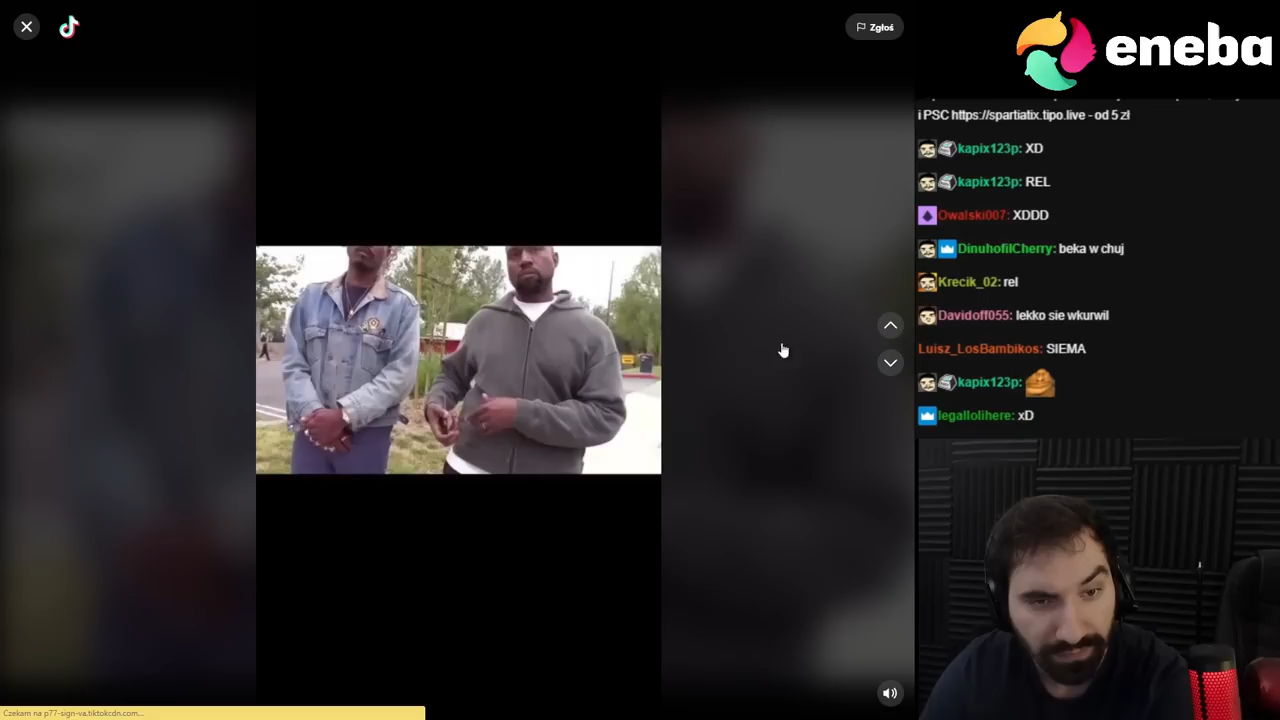 Zgłoś
eneba
i PSC https://spartiatix.tipo.live - od 5 zł
kapix123p: XD
kapix123p: REL
Owalski007: XDDD
DinuhofilCherry: beka w chuj
Krecik_02: rel
Davidoff055: lekko sie wkurwil
Luisz_LosBambikos: SIEMA
kapix123p:
legallolihere: xD
Czekam na p77-sign-va.tiktokcdn.com...